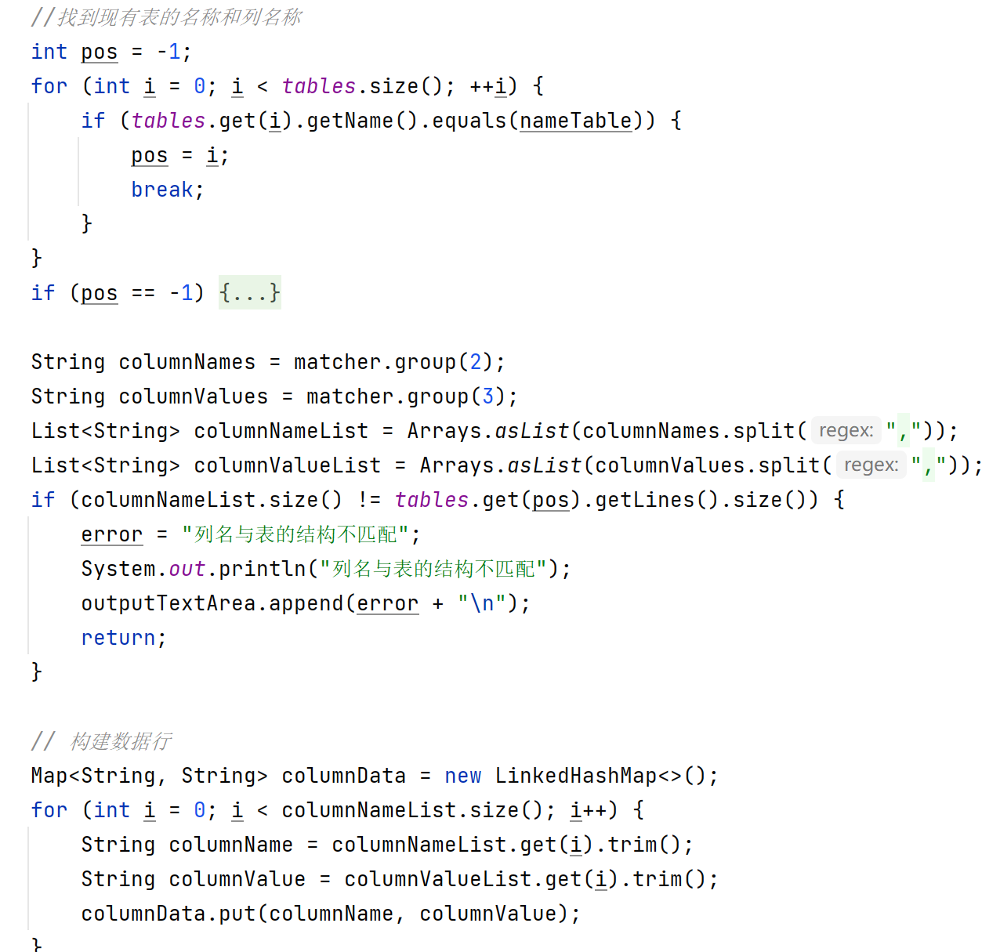 //找到现有表的名称和列名称
int pos = -1;
for (int i = 0; i < tables.size(); ++i) {
    if (tables.get(i).getName().equals(nameTable)) {
        pos = i;
        break;
    }
}
if (pos == -1) {...}

String columnNames = matcher.group(2);
String columnValues = matcher.group(3);
List<String> columnNameList = Arrays.asList(columnNames.split( regex: ","));
List<String> columnValueList = Arrays.asList(columnValues.split( regex: ","));
if (columnNameList.size() != tables.get(pos).getLines().size()) {
    error = "列名与表的结构不匹配";
    System.out.println("列名与表的结构不匹配");
    outputTextArea.append(error + "\n");
    return;
}

// 构建数据行
Map<String, String> columnData = new LinkedHashMap<>();
for (int i = 0; i < columnNameList.size(); i++) {
    String columnName = columnNameList.get(i).trim();
    String columnValue = columnValueList.get(i).trim();
    columnData.put(columnName, columnValue);
}